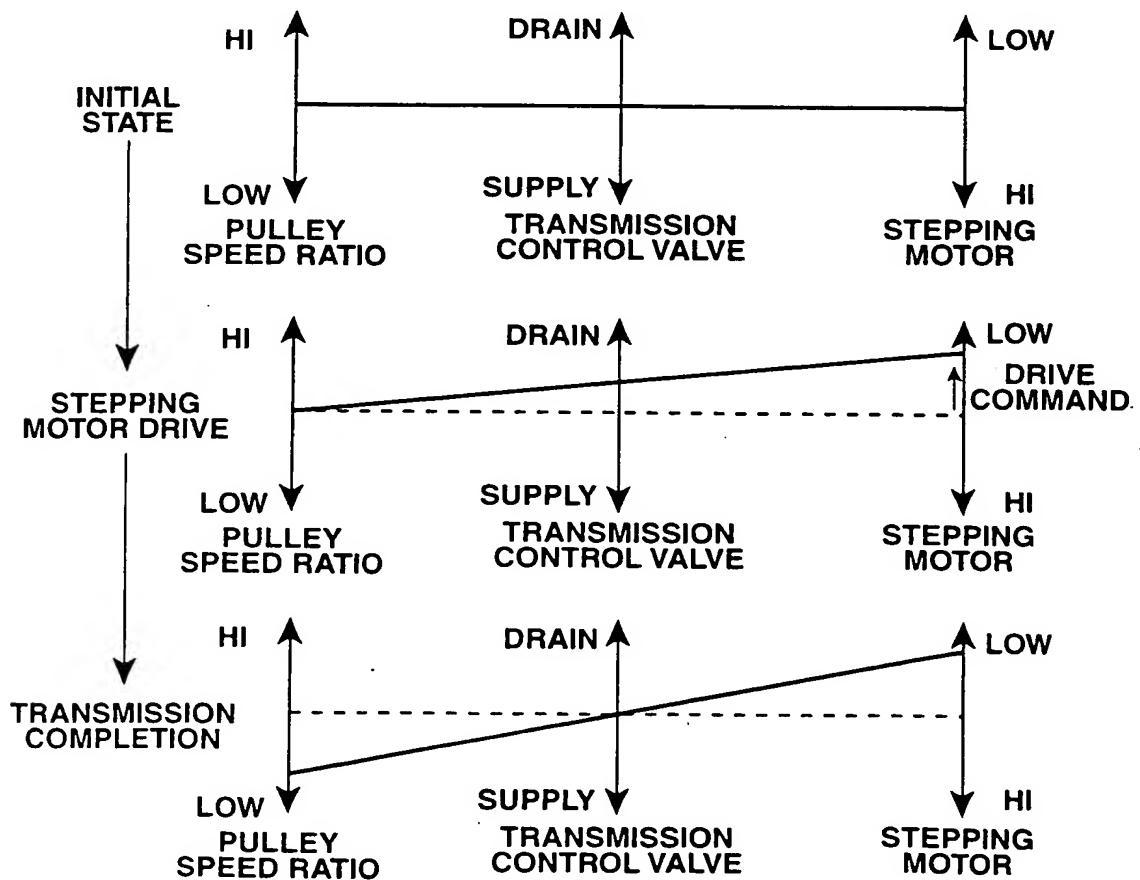 HI
DRAIN
LOW
INITIAL
STATE
LOW
SUPPLY
HI
PULLEY
SPEED RATIO
TRANSMISSION
CONTROL VALVE
STEPPING
MOTOR
HI
DRAIN
LOW
DRIVE
COMMAND
STEPPING
MOTOR DRIVE
LOW
SUPPLY
HI
PULLEY
SPEED RATIO
TRANSMISSION
CONTROL VALVE
STEPPING
MOTOR
HI
DRAIN
LOW
TRANSMISSION
COMPLETION
LOW
SUPPLY
HI
PULLEY
SPEED RATIO
TRANSMISSION
CONTROL VALVE
STEPPING
MOTOR